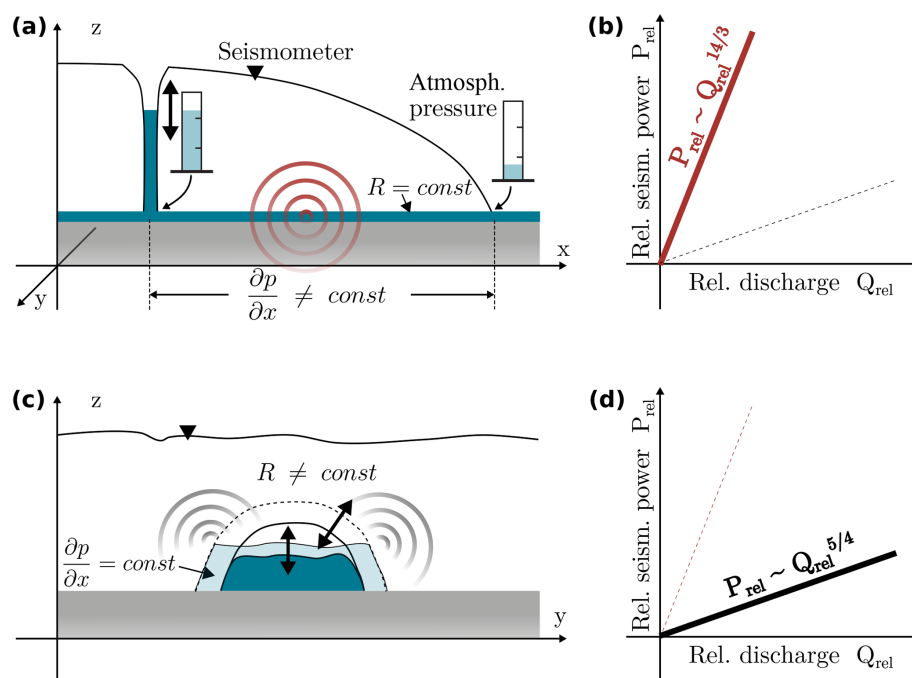 (a)
z
Seismometer
Atmosph.
pressure
R = const
x
y
∂p/∂x ≠ const
(b)
Rel. seism. power P_rel
P_rel ~ Q_rel^14/3
Rel. discharge Q_rel
(c)
z
R ≠ const
∂p/∂x = const
y
(d)
Rel. seism. power P_rel
P_rel ~ Q_rel^5/4
Rel. discharge Q_rel